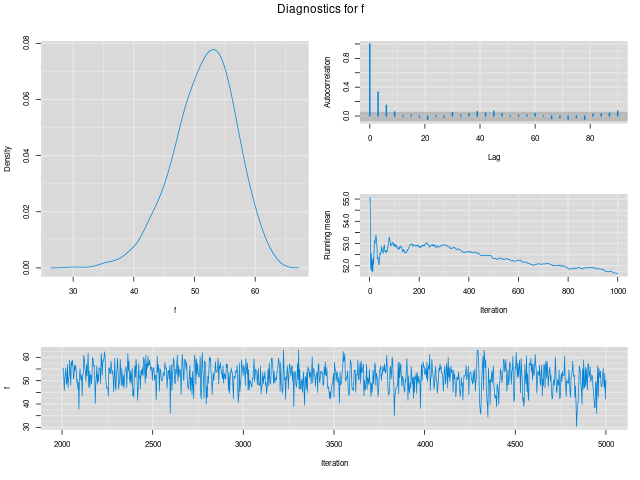 Diagnostics for f
Density
0.00 0.02 0.04 0.06 0.08
30 40 50 60
f
Autocorrelation
0.0 0.4 0.8
0 20 40 60 80
Lag
Running mean
52.0 53.0 54.0 55.0
0 200 400 600 800 1000
Iteration
f
30 40 50 60
2000 2500 3000 3500 4000 4500 5000
Iteration